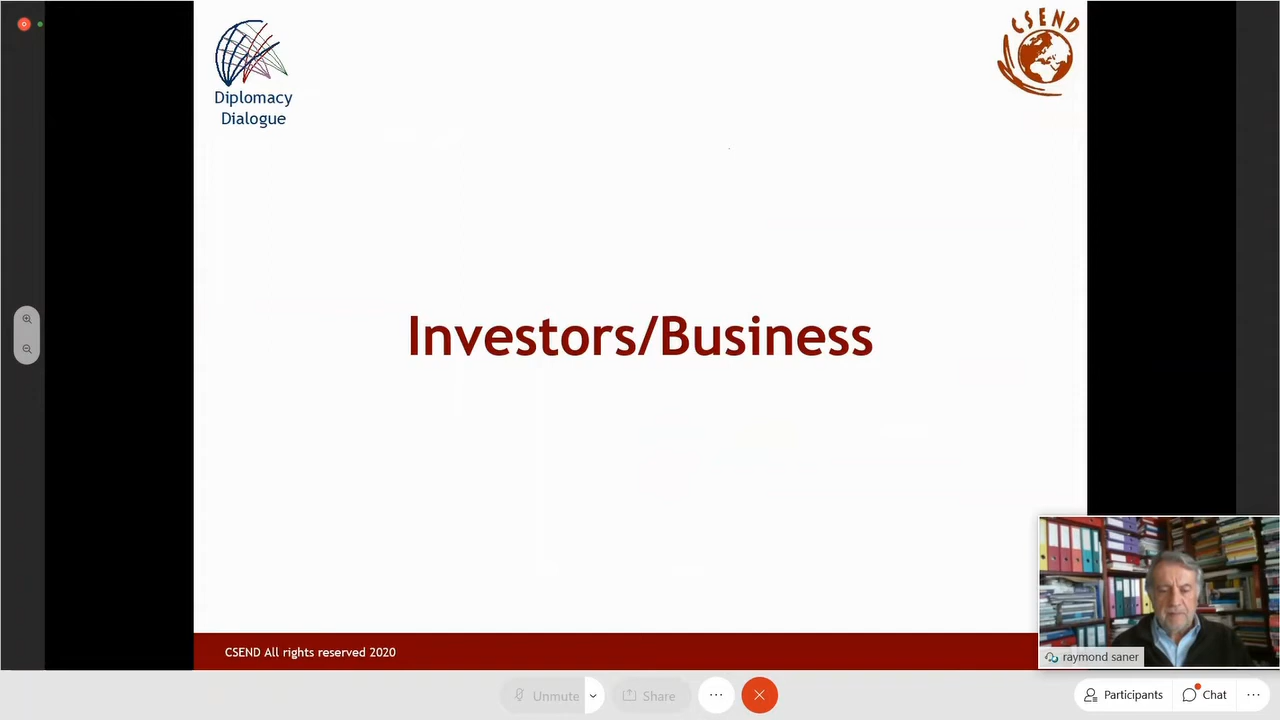 CSEND
Diplomacy
Dialogue
Investors/Business
CSEND All rights reserved 2020
raymond saner
Unmute
Share
Participants
Chat